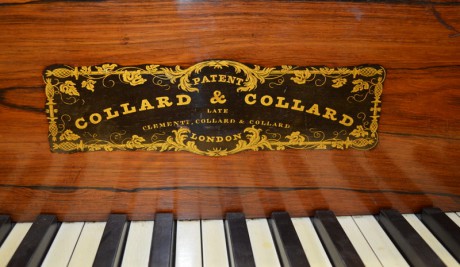 PATENT
COLLARD & COLLARD
LATE
CLEMENTI, COLLARD & COLLARD
LONDON